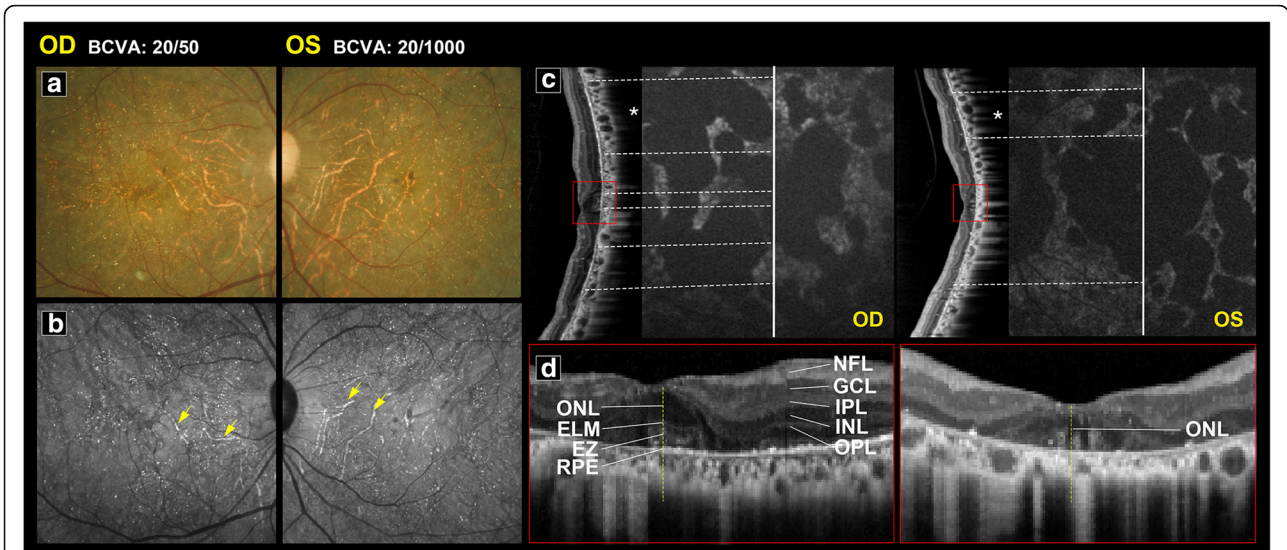 OD BCVA: 20/50
OS BCVA: 20/1000
a
b
c
*
OD
*
OS
d
ONL
ELM
EZ
RPE
NFL
GCL
IPL
INL
OPL
ONL